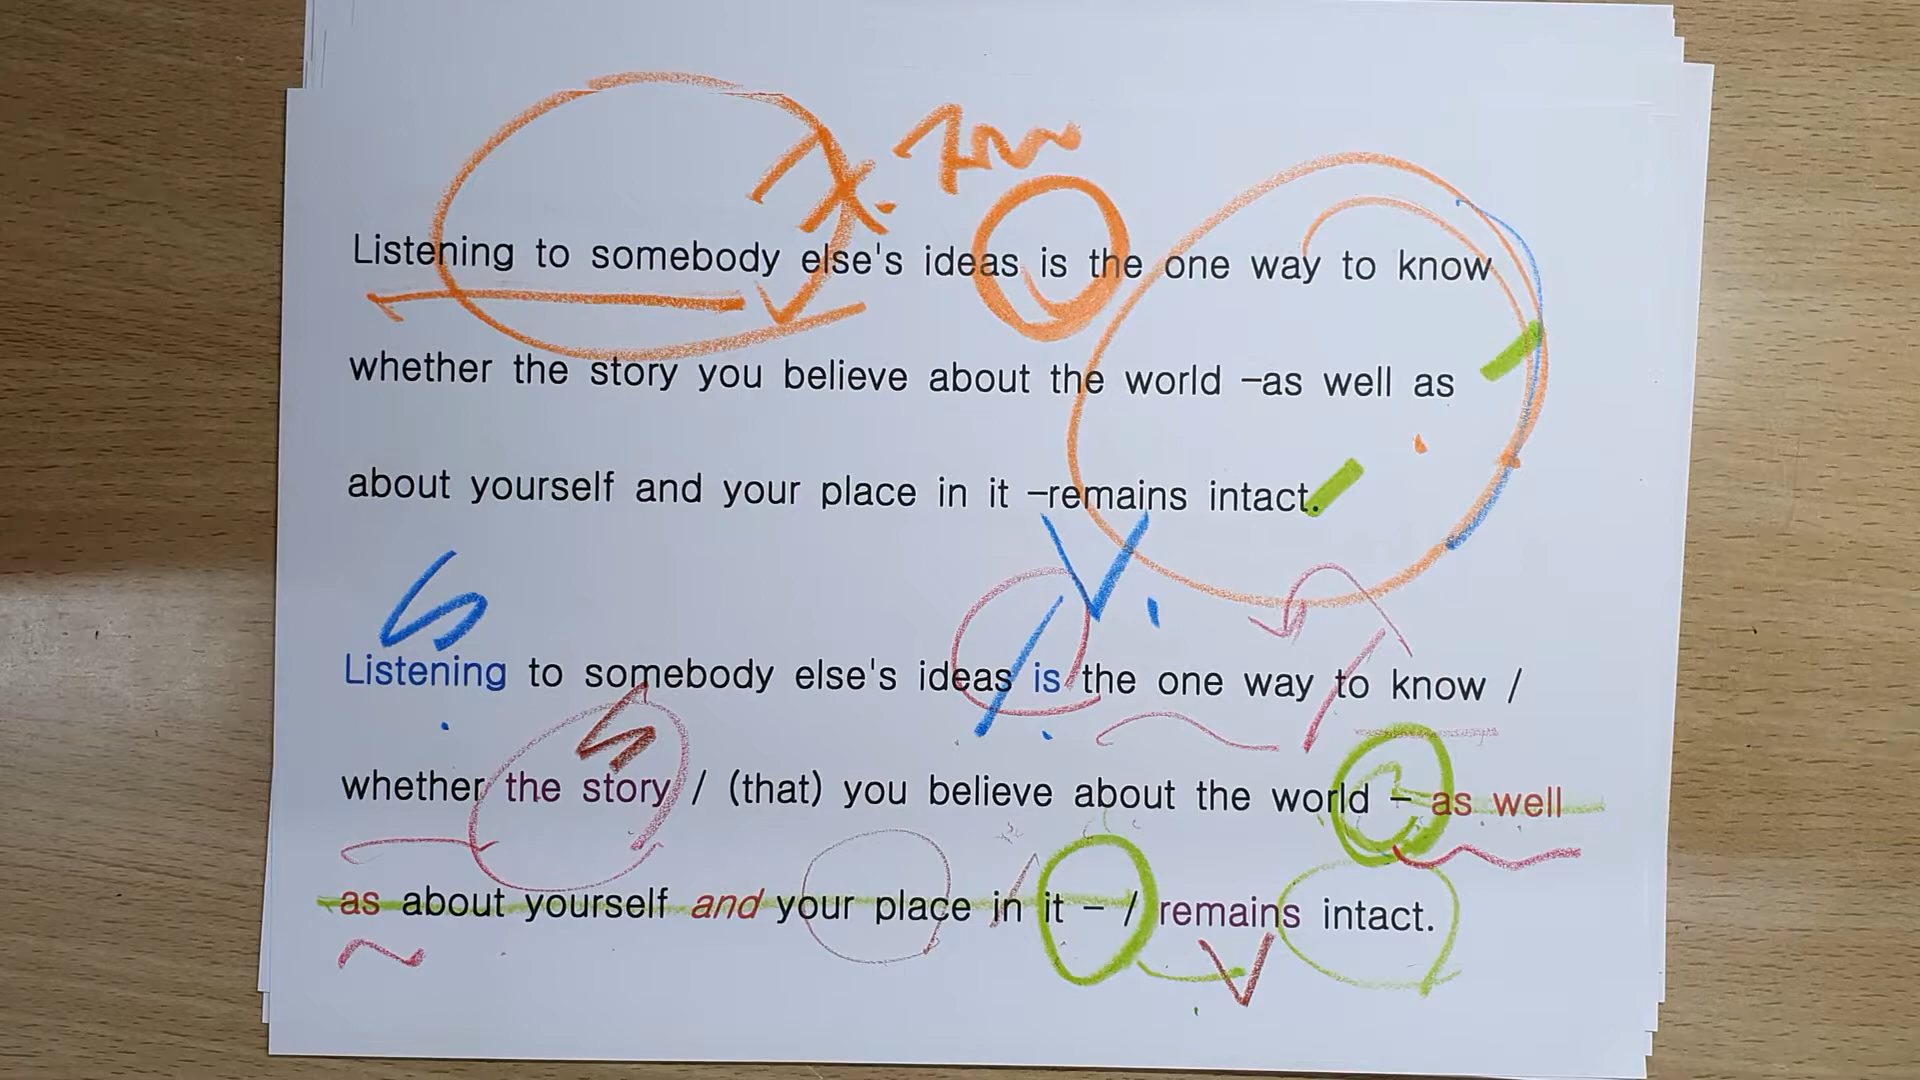 Listening to somebody else's ideas is the one way to know
whether the story you believe about the world –as well as
about yourself and your place in it –remains intact.
S
V
Listening to somebody else's ideas is the one way to know /
S
whether the story / (that) you believe about the world – as well
as about yourself and your place in it – / remains intact.
V